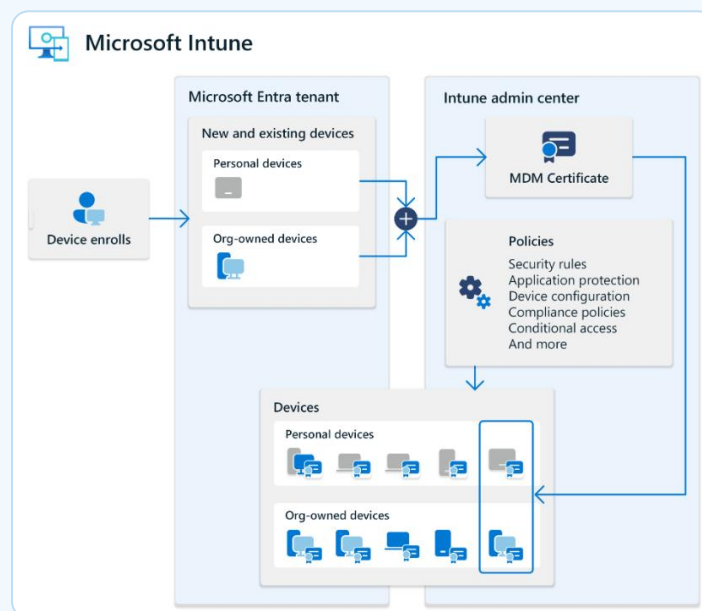 Microsoft Intune
Microsoft Entra tenant
Intune admin center
New and existing devices
Personal devices
Org-owned devices
Device enrolls
MDM Certificate
Policies
Security rules
Application protection
Device configuration
Compliance policies
Conditional access
And more
Devices
Personal devices
Org-owned devices